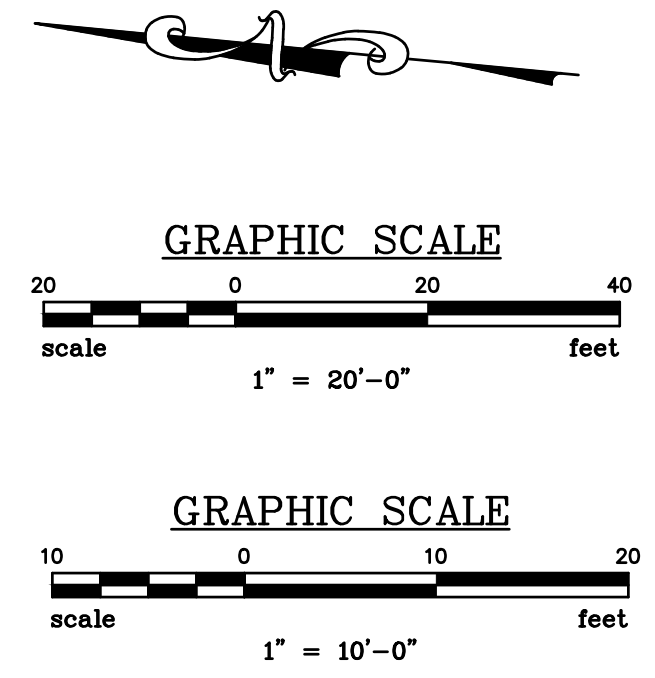 GRAPHIC SCALE
20 0 20 40
scale feet
1" = 20'-0"
GRAPHIC SCALE
10 0 10 20
scale feet
1" = 10'-0"